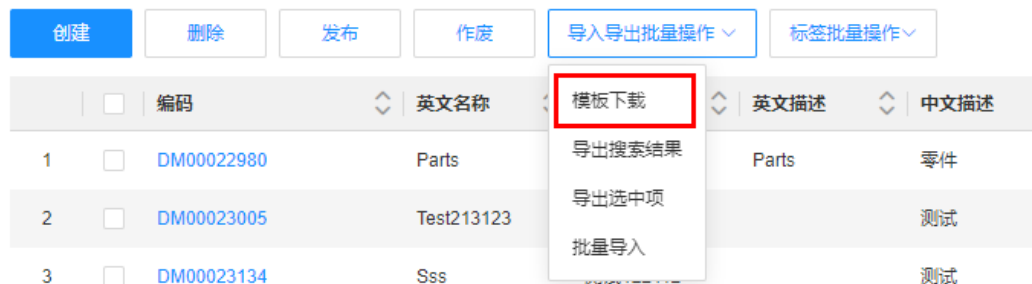 创建 删除 发布 作废 导入导出批量操作 标签批量操作
编码 英文名称 英文描述 中文描述
模板下载
1 DM00022980 Parts Parts 零件
导出搜索结果
导出选中项
2 DM00023005 Test213123 测试
批量导入
3 DM00023134 Sss 测试